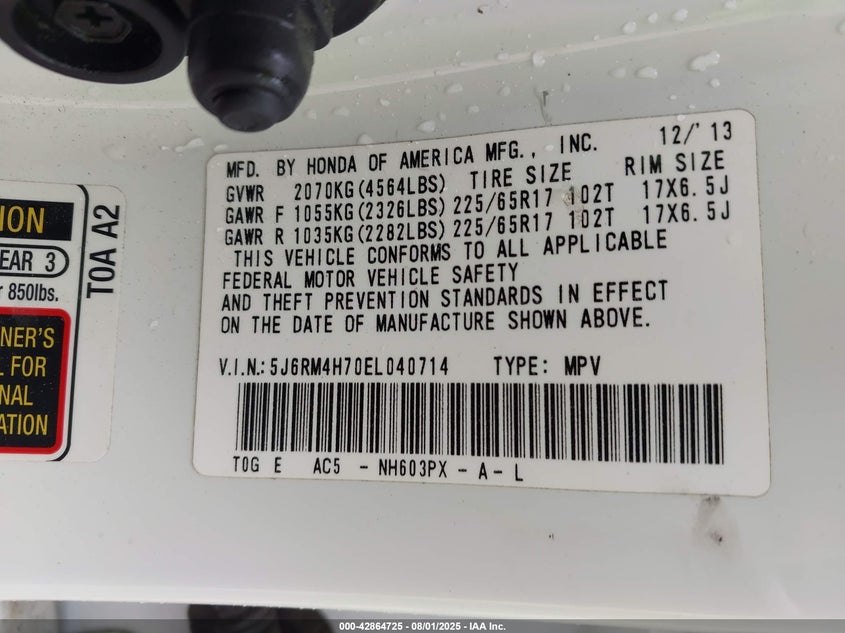 MFD. BY HONDA OF AMERICA MFG., INC. 12/'13
GVWR 2070KG(4564LBS) TIRE SIZE RIM SIZE
GAWR F 1055KG(2326LBS) 225/65R17 102T 17X6.5J
GAWR R 1035KG(2282LBS) 225/65R17 102T 17X6.5J
THIS VEHICLE CONFORMS TO ALL APPLICABLE
FEDERAL MOTOR VEHICLE SAFETY
AND THEFT PREVENTION STANDARDS IN EFFECT
ON THE DATE OF MANUFACTURE SHOWN ABOVE.
V.I.N.: 5J6RM4H70EL040714 TYPE: MPV
T0G E AC5 - NH603PX - A - L
ION
EAR 3
850lbs.
NER'S
FOR
NAL
ATION
T0A A2
000-42864725 - 08/01/2025 - IAA Inc.